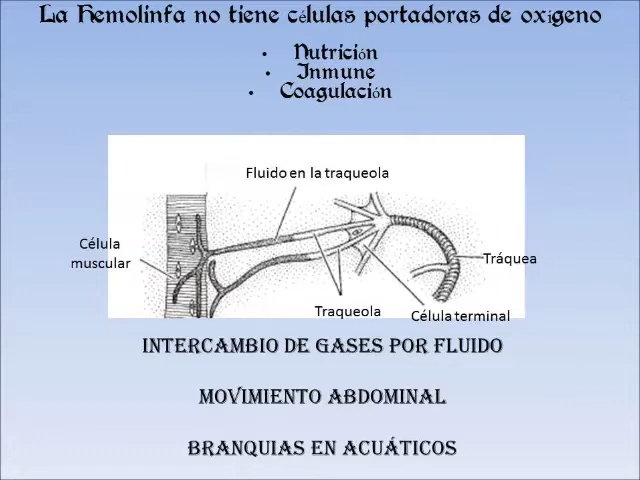 La Hemolinfa no tiene células portadoras de oxígeno
• Nutrición
• Inmune
• Coagulación
Fluido en la traqueola
Célula
muscular
Tráquea
Traqueola
Célula terminal
INTERCAMBIO DE GASES POR FLUIDO
MOVIMIENTO ABDOMINAL
BRANQUIAS EN ACUÁTICOS